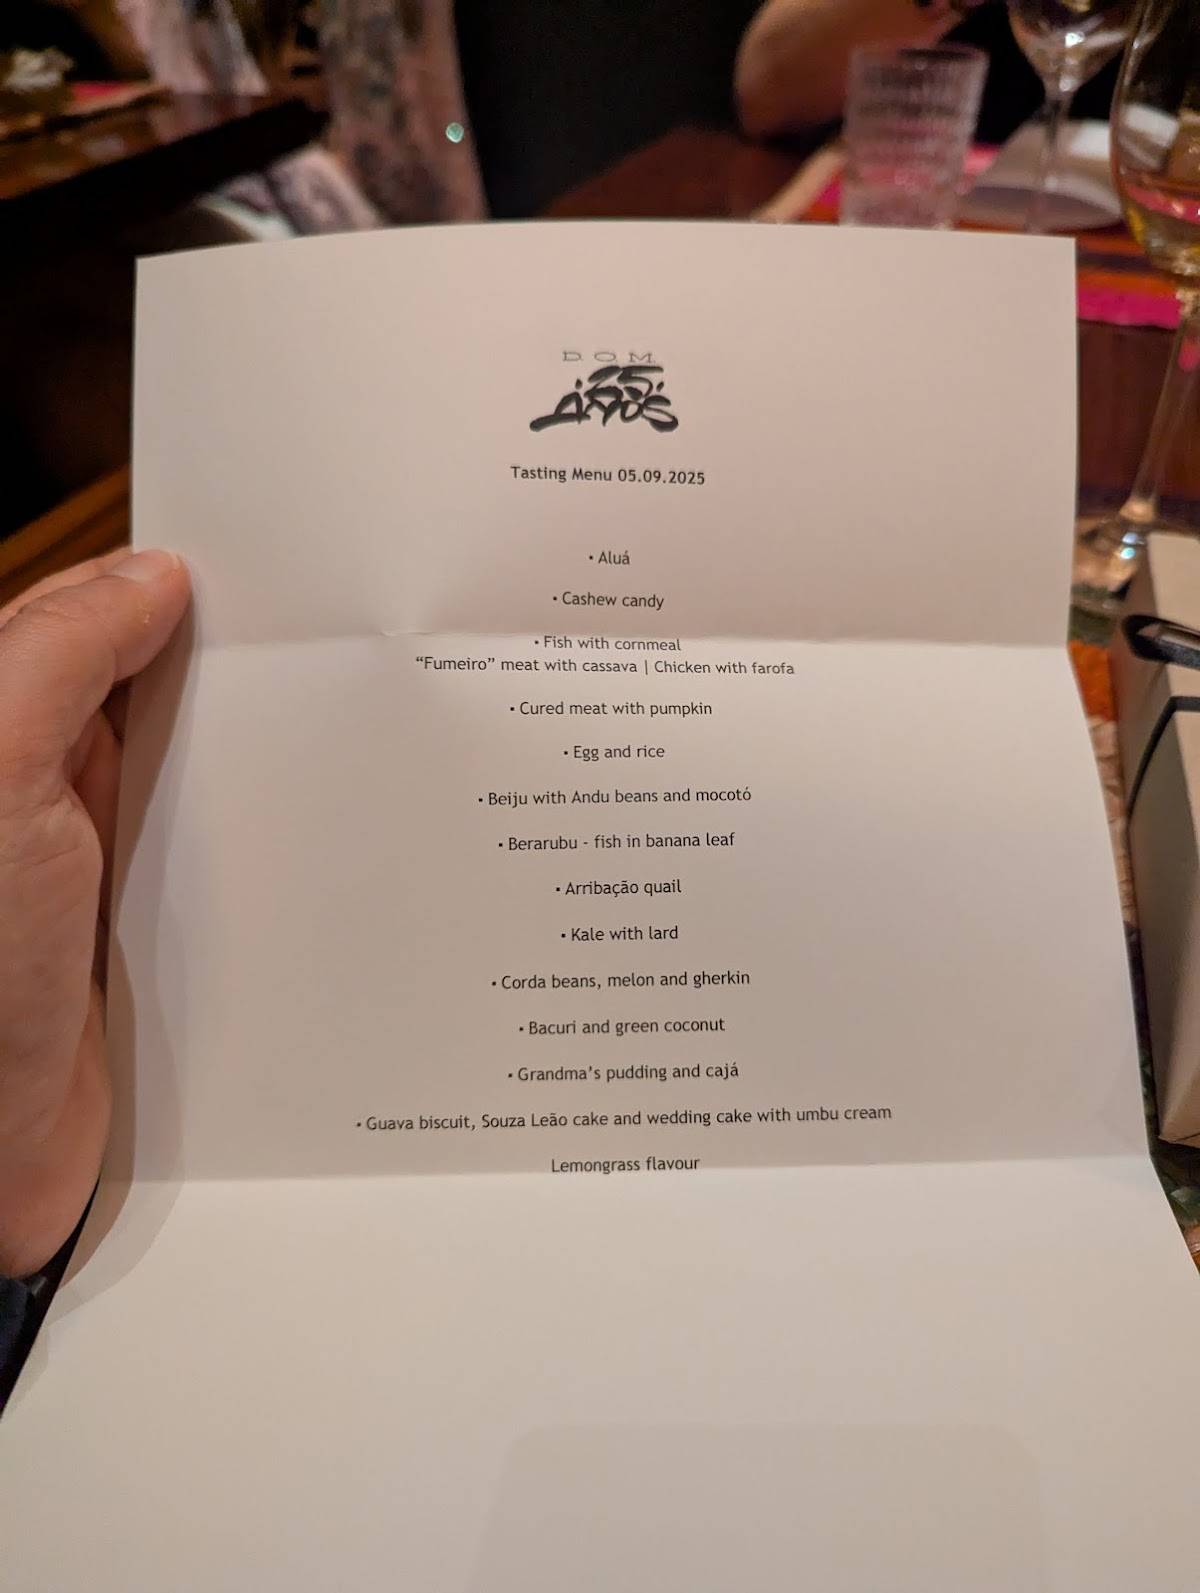 D. O. M.
25
ANOS
Tasting Menu 05.09.2025
• Aluá
• Cashew candy
• Fish with cornmeal
“Fumeiro” meat with cassava | Chicken with farofa
• Cured meat with pumpkin
• Egg and rice
• Beiju with Andu beans and mocotó
• Berarubu - fish in banana leaf
• Arribação quail
• Kale with lard
• Corda beans, melon and gherkin
• Bacuri and green coconut
• Grandma’s pudding and cajá
• Guava biscuit, Souza Leão cake and wedding cake with umbu cream
Lemongrass flavour